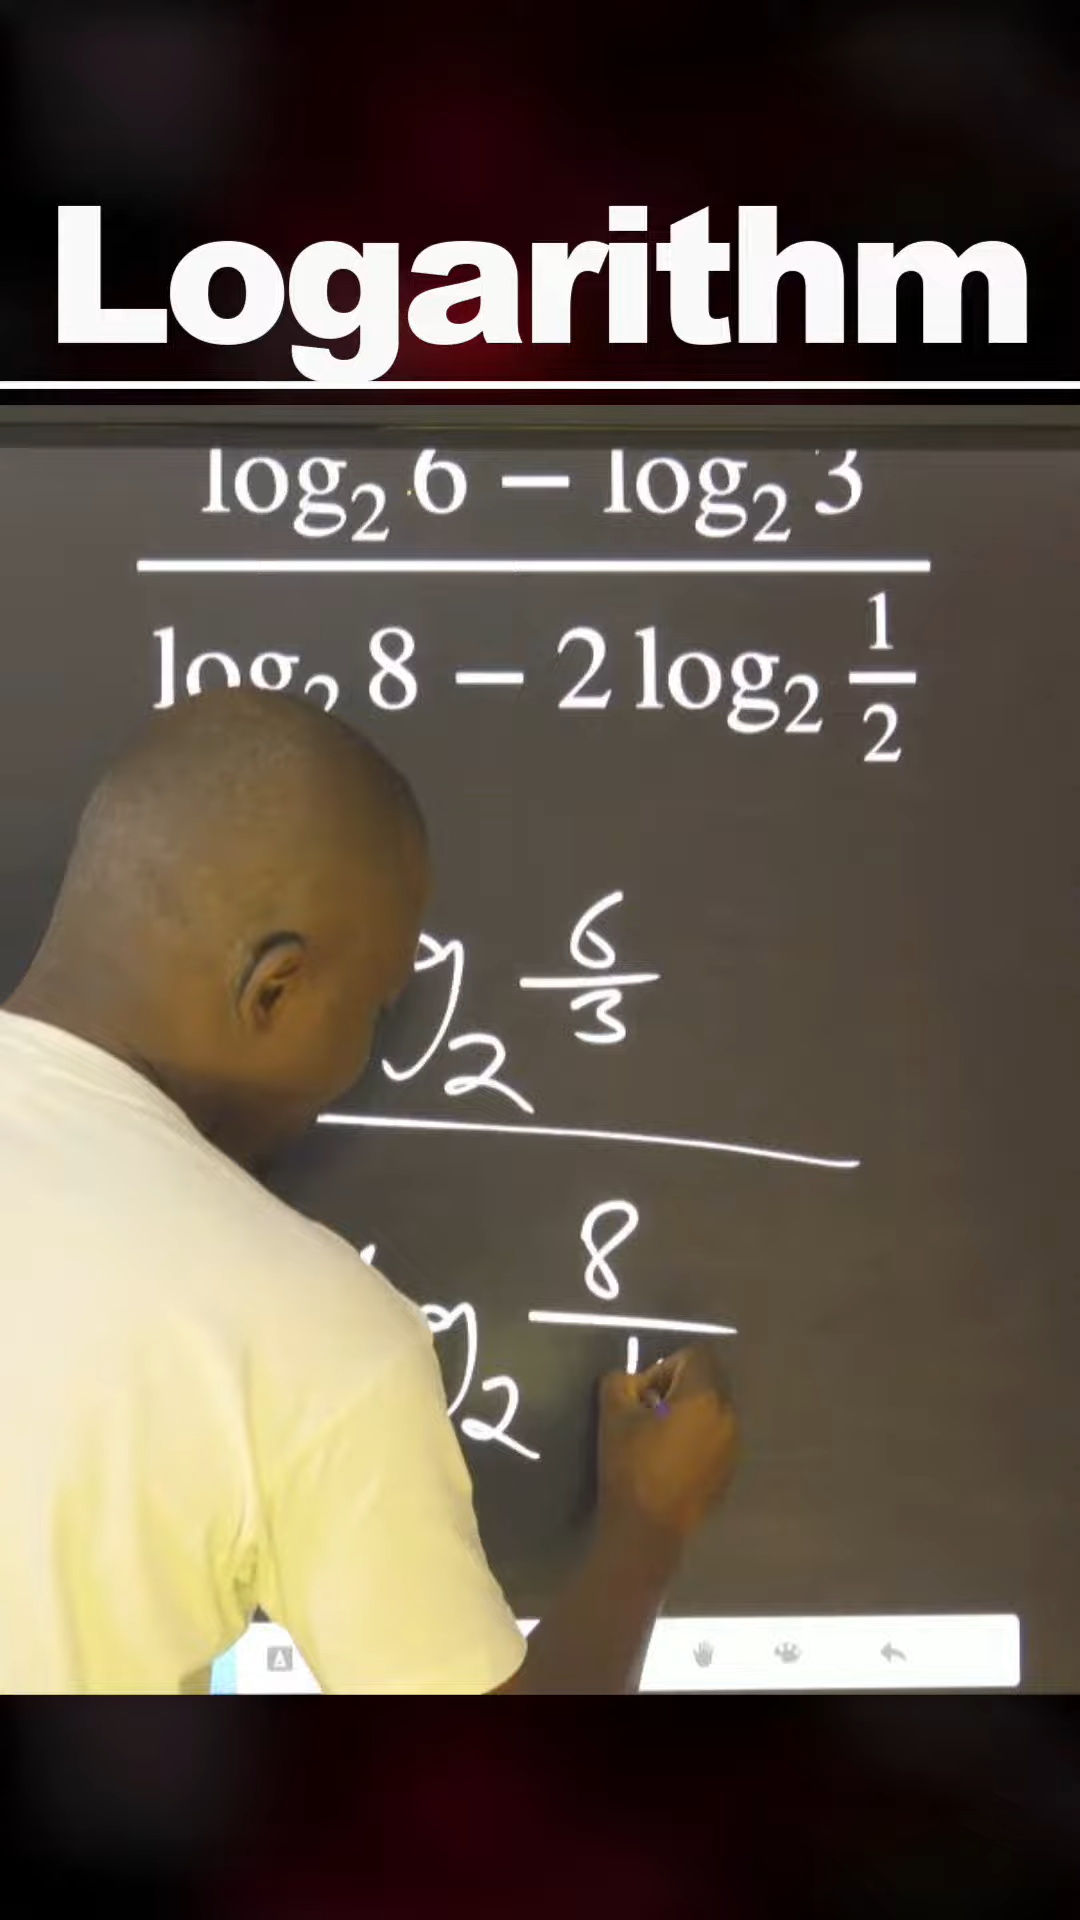 Logarithm
log₂ 6 − log₂ 3
log₂ 8 − 2 log₂ 1/2
6
3
2
8
2
A